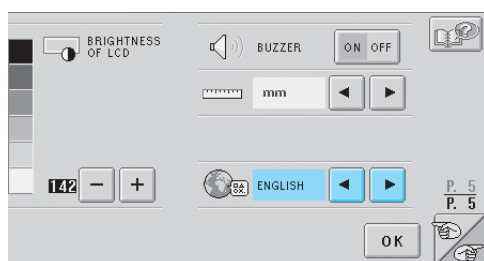 BRIGHTNESS
OF LCD
BUZZER
ON OFF
mm
142
− +
ENGLISH
P. 5
P. 5
OK